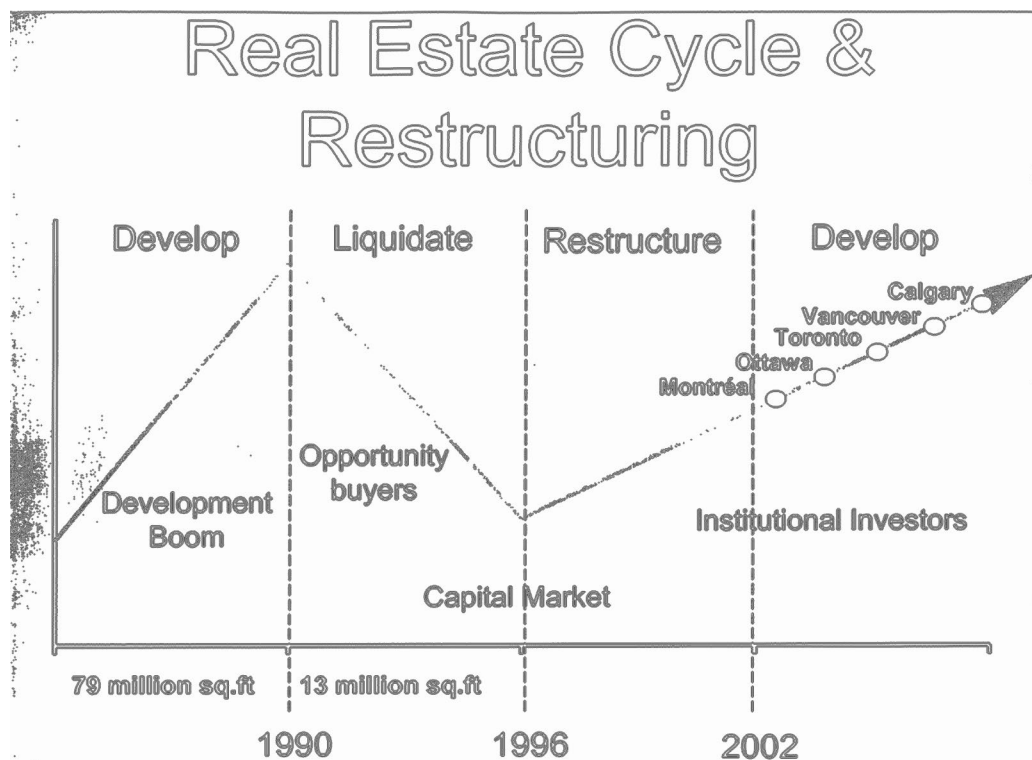 Real Estate Cycle &
Restructuring
Develop
Liquidate
Restructure
Develop
Calgary
Vancouver
Toronto
Ottawa
Montréal
Opportunity
buyers
Development
Boom
Institutional Investors
Capital Market
79 million sq.ft
13 million sq.ft
1990
1996
2002